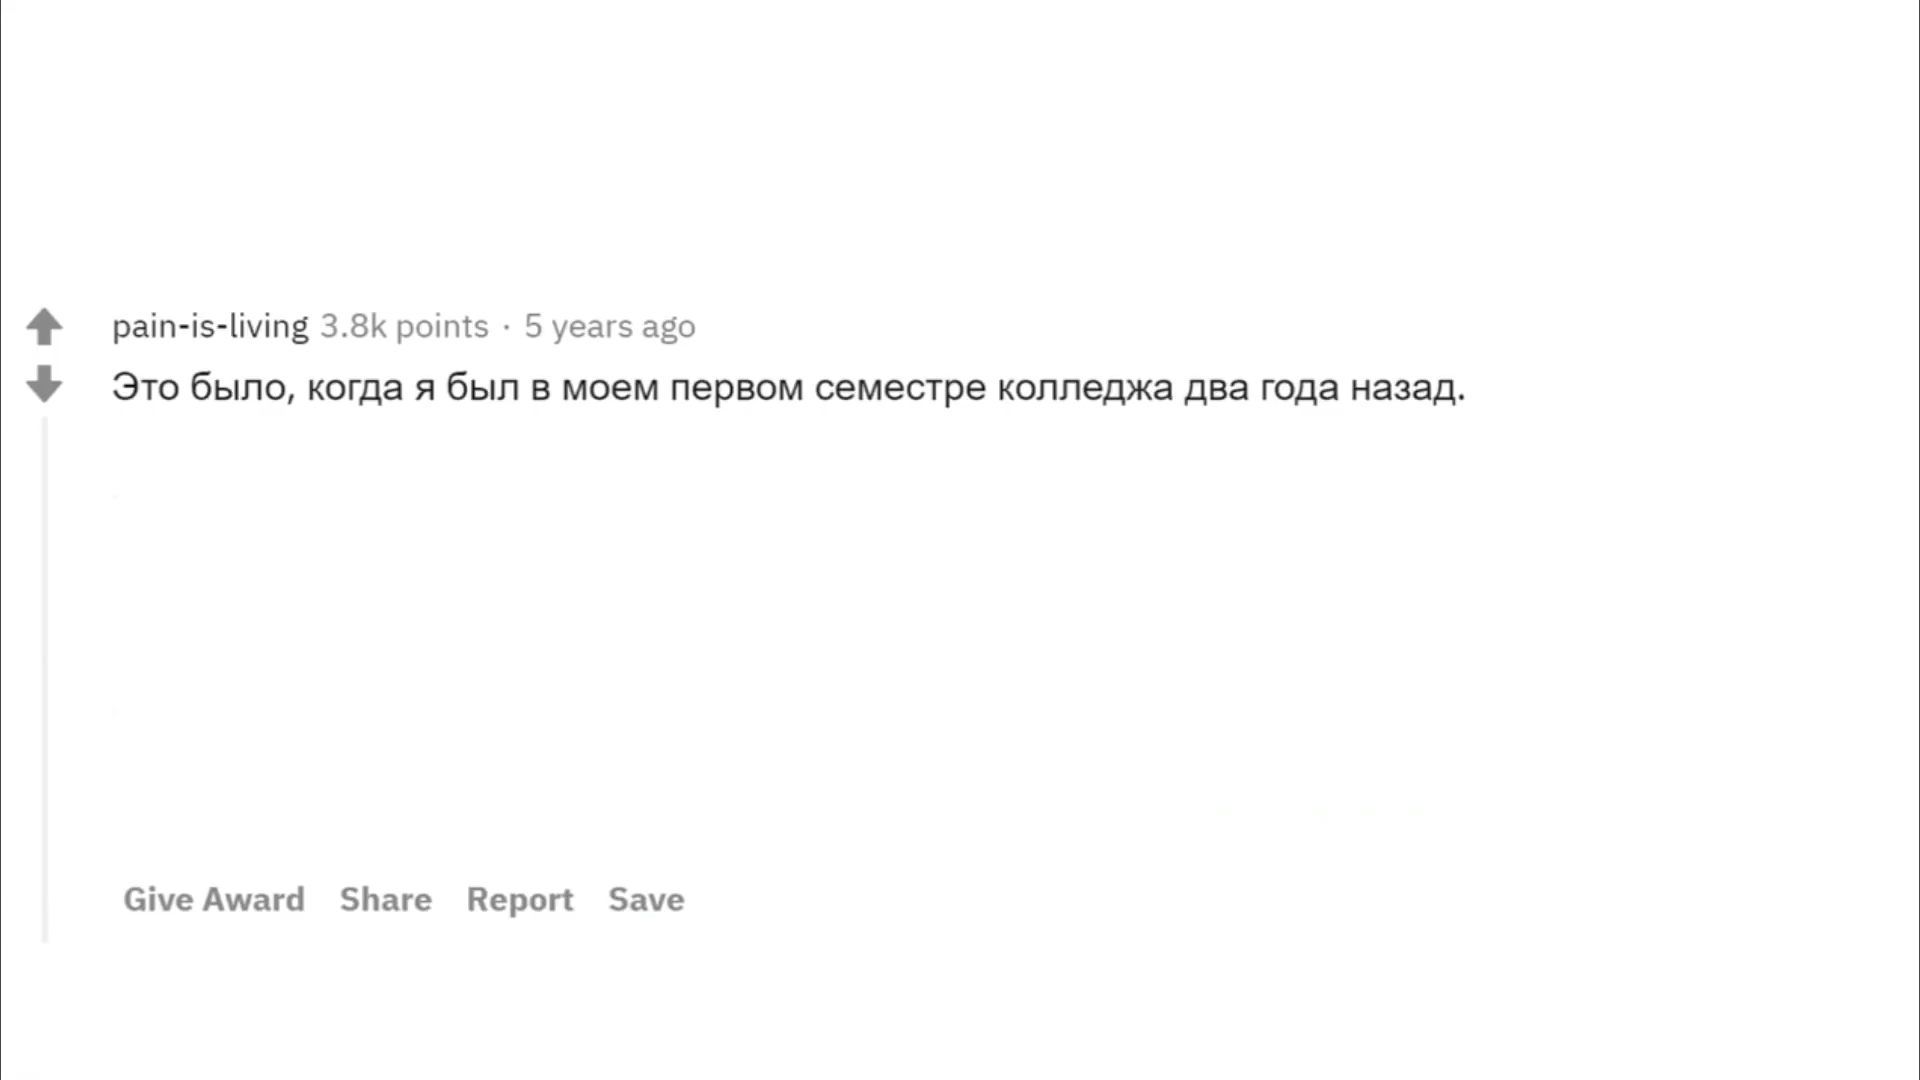 pain-is-living 3.8k points · 5 years ago
Это было, когда я был в моем первом семестре колледжа два года назад.
Give Award Share Report Save